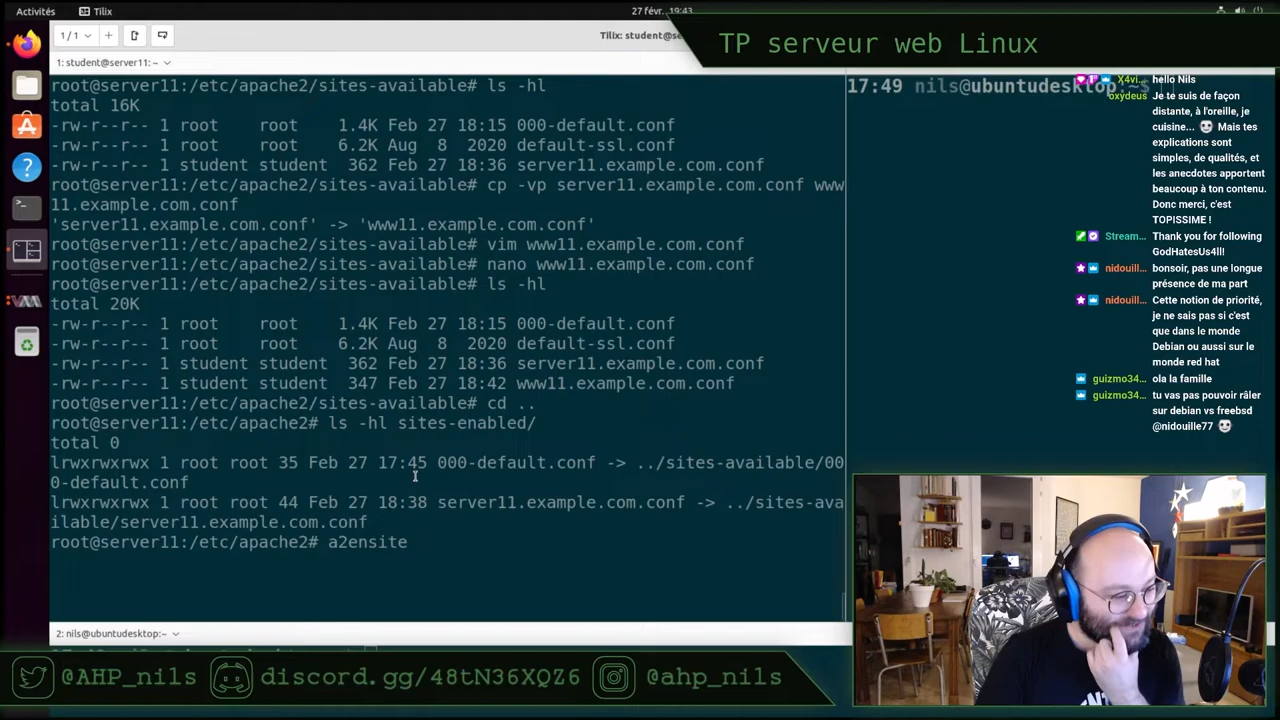 Activités
Tilix
27 févr. 19:43
TP serveur web Linux
1 / 1
Tilix: student@se
1: student@server11: ~
root@server11:/etc/apache2/sites-available# ls -hl
total 16K
-rw-r--r-- 1 root    root    1.4K Feb 27 18:15 000-default.conf
-rw-r--r-- 1 root    root    6.2K Aug  8  2020 default-ssl.conf
-rw-r--r-- 1 student student  362 Feb 27 18:36 server11.example.com.conf
root@server11:/etc/apache2/sites-available# cp -vp server11.example.com.conf www
11.example.com.conf
'server11.example.com.conf' -> 'www11.example.com.conf'
root@server11:/etc/apache2/sites-available# vim www11.example.com.conf
root@server11:/etc/apache2/sites-available# nano www11.example.com.conf
root@server11:/etc/apache2/sites-available# ls -hl
total 20K
-rw-r--r-- 1 root    root    1.4K Feb 27 18:15 000-default.conf
-rw-r--r-- 1 root    root    6.2K Aug  8  2020 default-ssl.conf
-rw-r--r-- 1 student student  362 Feb 27 18:36 server11.example.com.conf
-rw-r--r-- 1 student student  347 Feb 27 18:42 www11.example.com.conf
root@server11:/etc/apache2/sites-available# cd ..
root@server11:/etc/apache2# ls -hl sites-enabled/
total 0
lrwxrwxrwx 1 root root 35 Feb 27 17:45 000-default.conf -> ../sites-available/00
0-default.conf
lrwxrwxrwx 1 root root 44 Feb 27 18:38 server11.example.com.conf -> ../sites-ava
ilable/server11.example.com.conf
root@server11:/etc/apache2# a2ensite
17:49 nils@ubuntudesktop:~$
X4vi... hello Nils
oxydeus Je te suis de façon
distante, à l'oreille, je
cuisine... Mais tes
explications sont
simples, de qualités, et
les anecdotes apportent
beaucoup à ton contenu.
Donc merci, c'est
TOPISSIME !
Stream... Thank you for following
GodHatesUs4ll!
nidouill... bonsoir, pas une longue
présence de ma part
nidouill... Cette notion de priorité,
je ne sais pas si c'est
que dans le monde
Debian ou aussi sur le
monde red hat
guizmo34... ola la famille
guizmo34... tu vas pas pouvoir râler
sur debian vs freebsd
@nidouille77
2: nils@ubuntudesktop:~
@AHP_nils
discord.gg/48tN36XQZ6
@ahp_nils